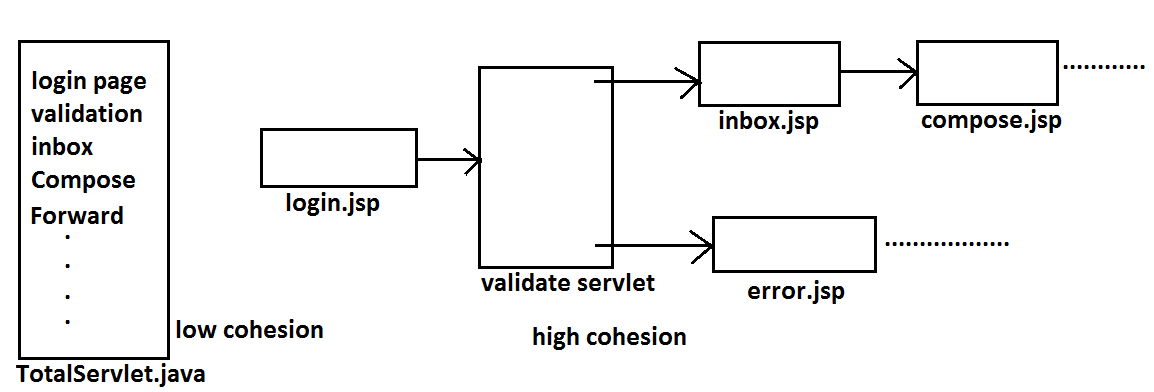 login page
validation
inbox
Compose
Forward
.
.
.
.
TotalServlet.java
low cohesion
login.jsp
validate servlet
high cohesion
inbox.jsp
compose.jsp
............
error.jsp
..................